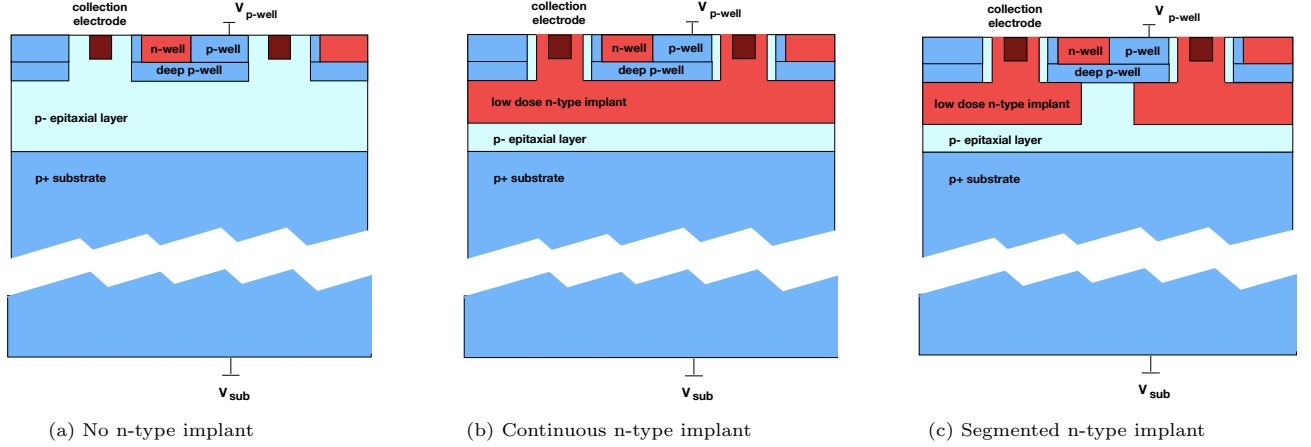 collection
electrode
V p-well
n-well
p-well
deep p-well
p- epitaxial layer
p+ substrate
V sub
(a) No n-type implant
collection
electrode
V p-well
n-well
p-well
deep p-well
low dose n-type implant
p- epitaxial layer
p+ substrate
V sub
(b) Continuous n-type implant
collection
electrode
V p-well
n-well
p-well
deep p-well
low dose n-type implant
p- epitaxial layer
p+ substrate
V sub
(c) Segmented n-type implant